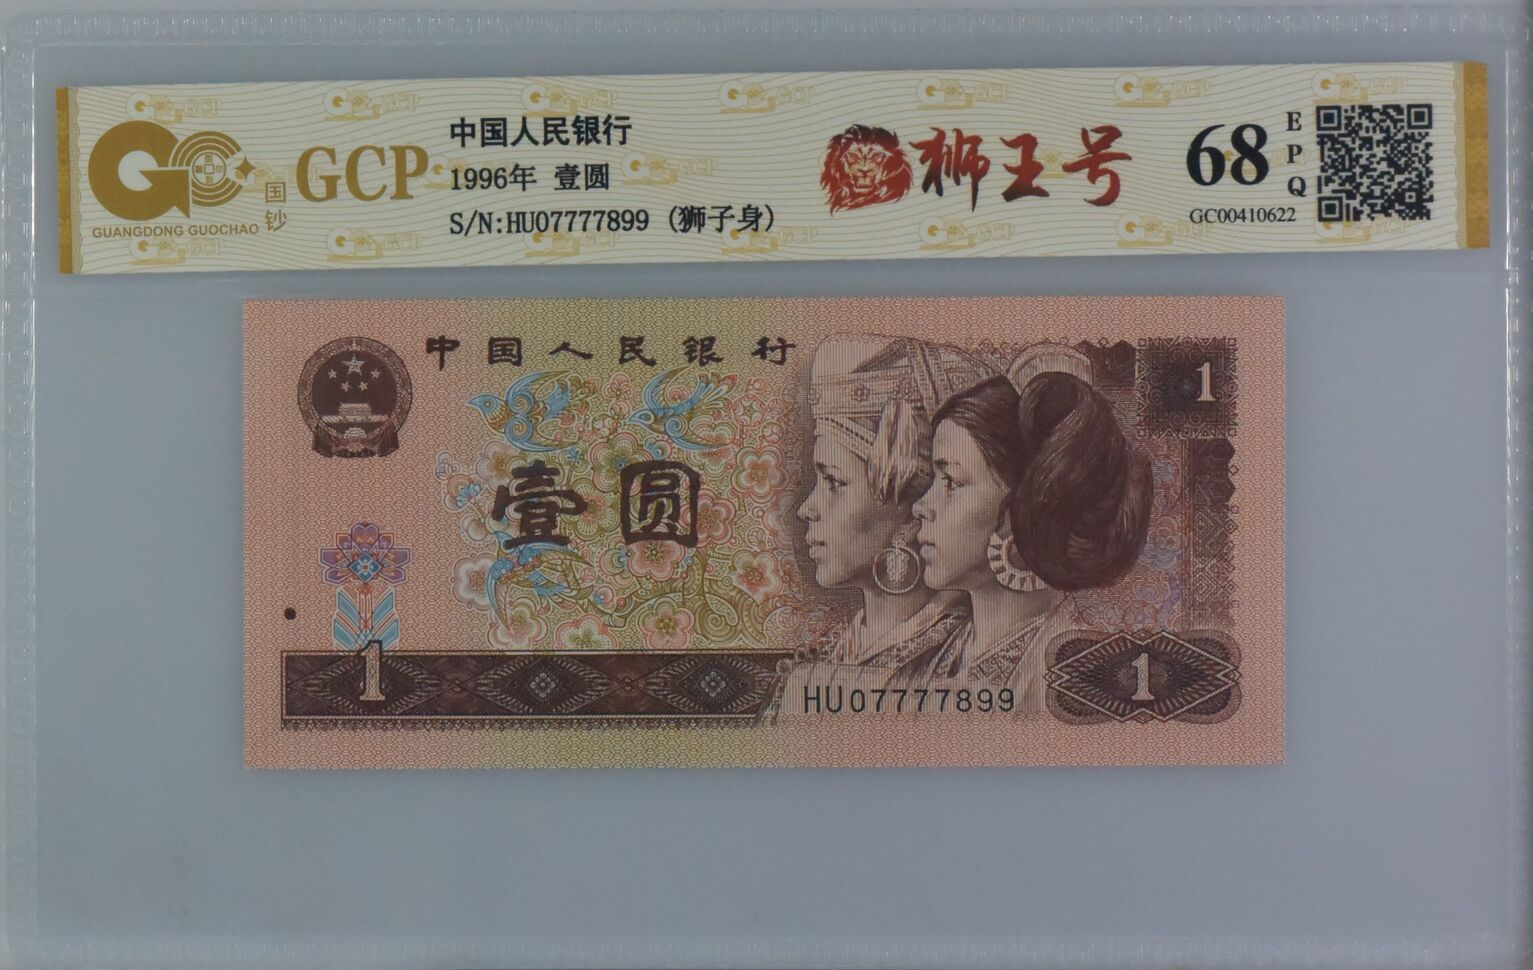 GCP
国钞
GUANGDONG GUOCHAO
中国人民银行
1996年 壹圆
S/N:HU07777899 (狮子身)
狮王号
68
EPQ
GC00410622
中国人民银行
1
壹圆
1
HU07777899
1